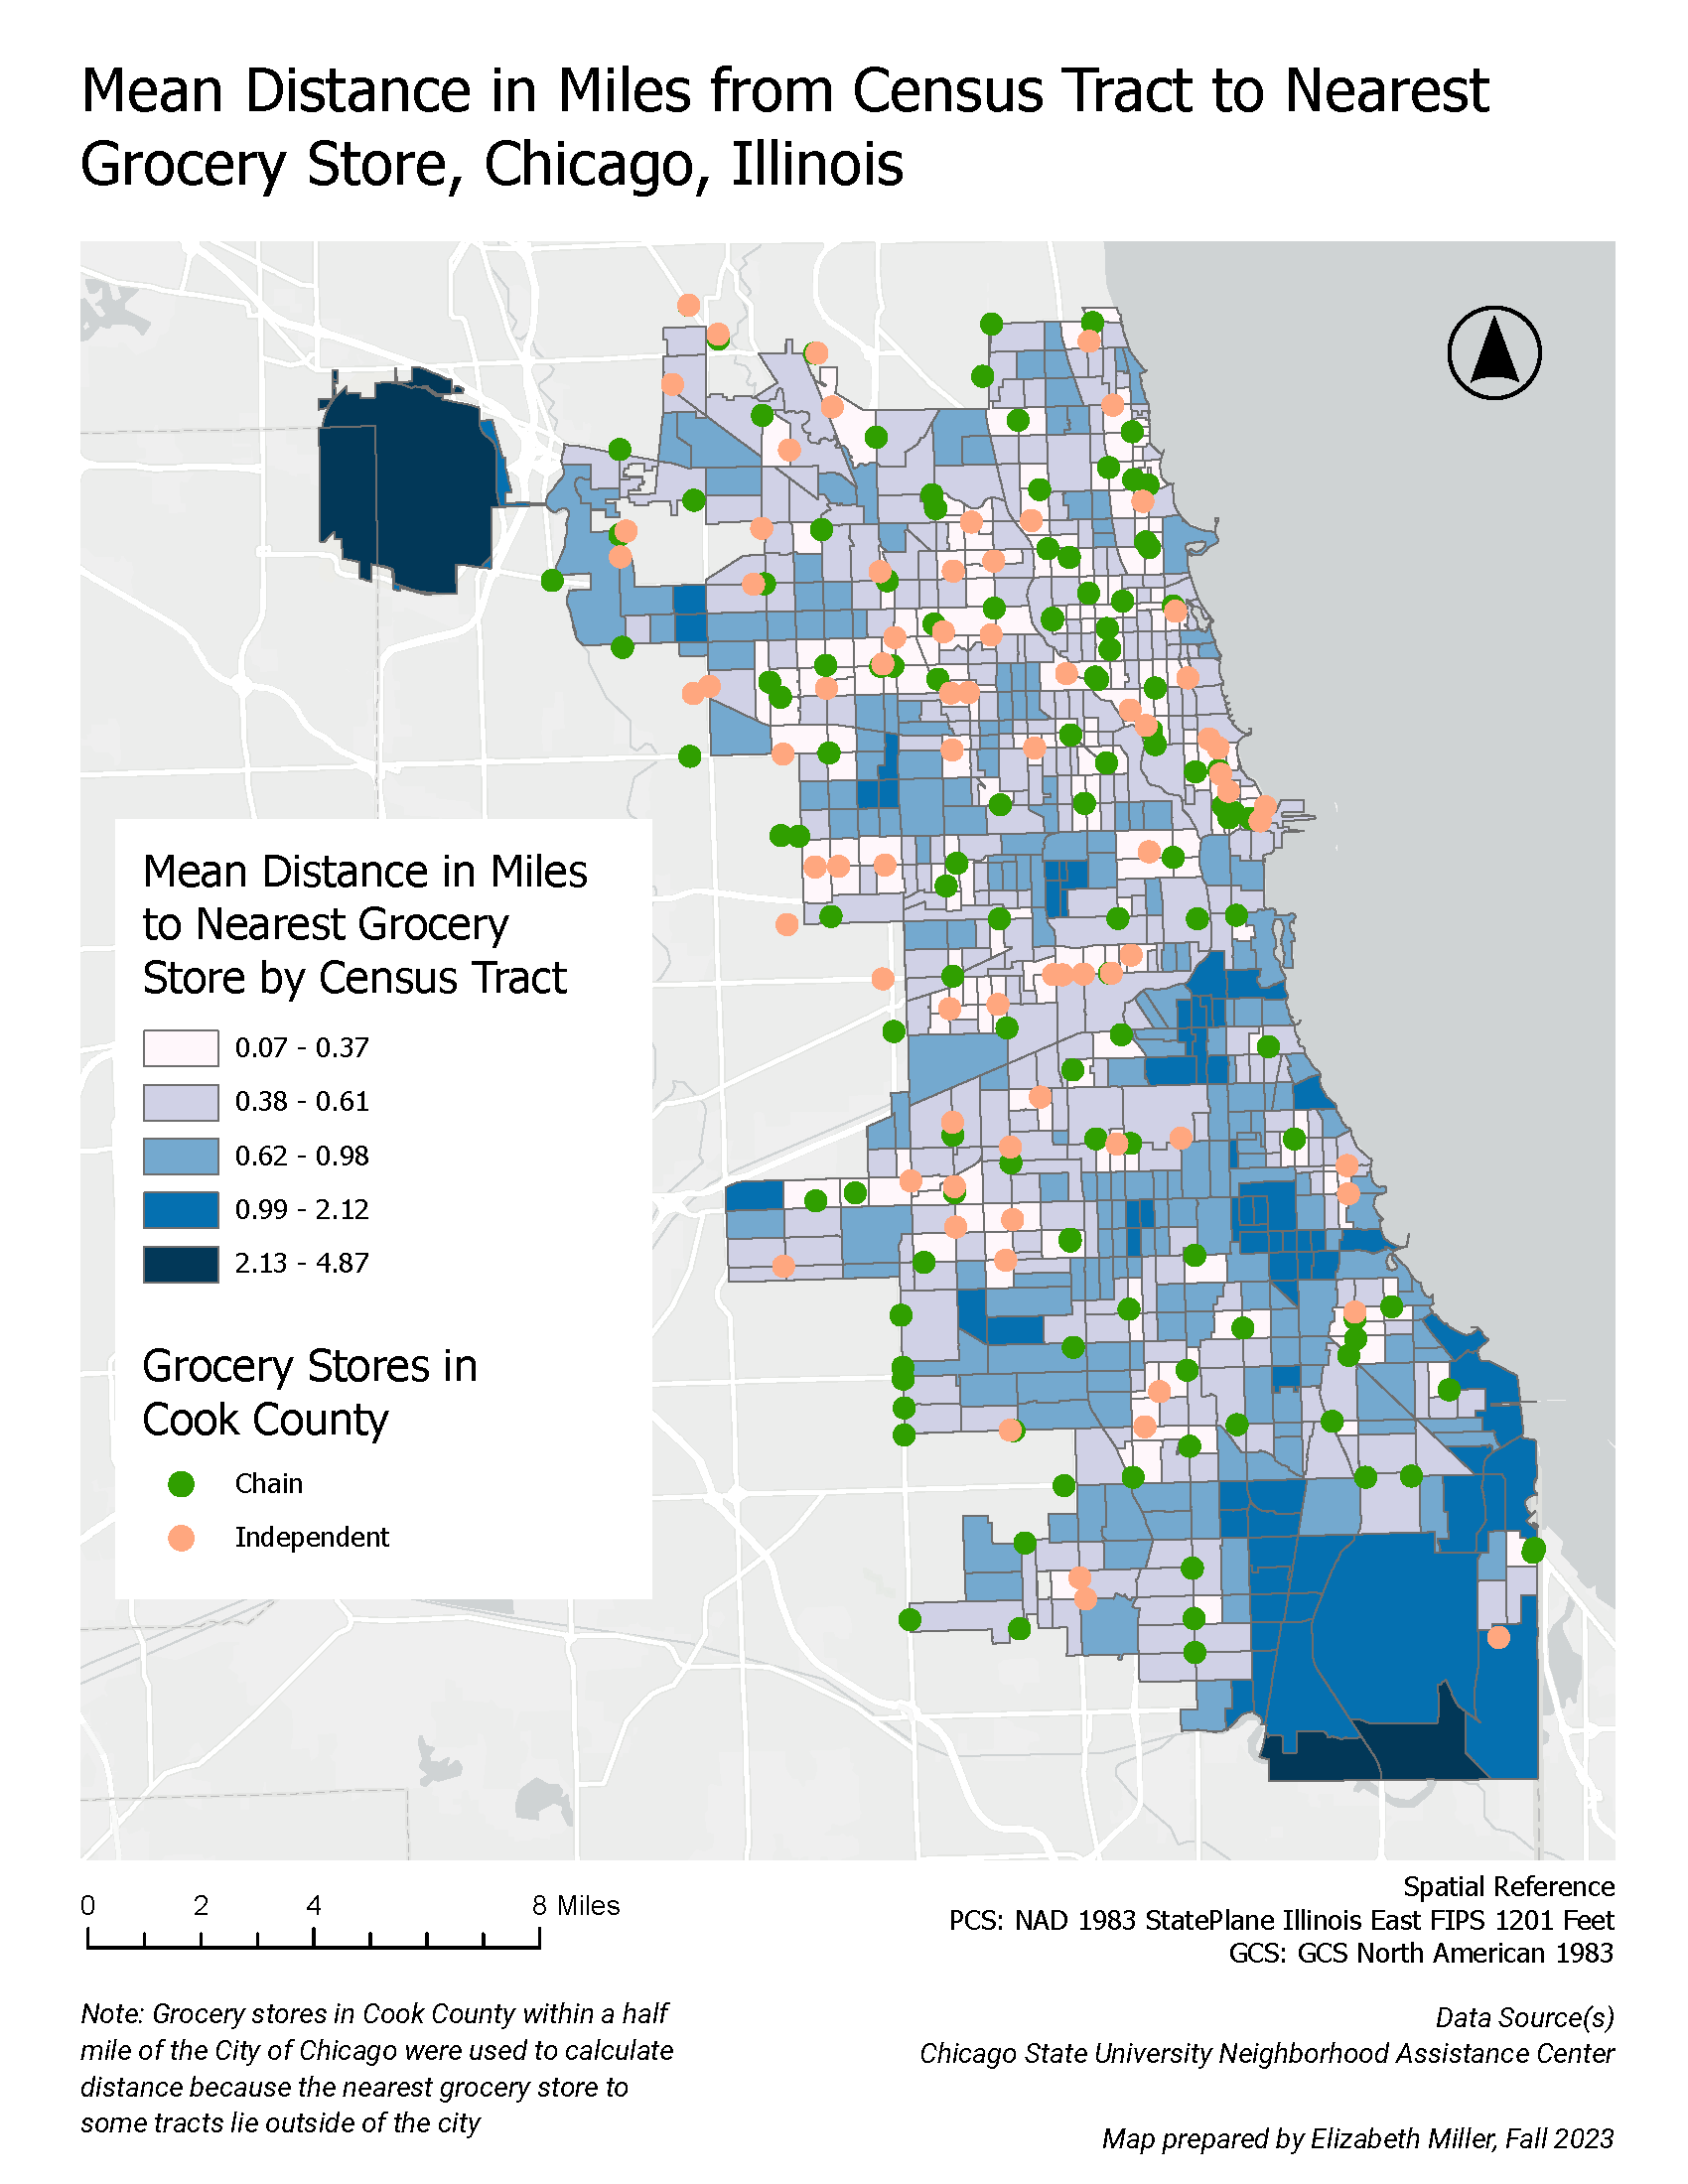 Mean Distance in Miles from Census Tract to Nearest
Grocery Store, Chicago, Illinois
Mean Distance in Miles
to Nearest Grocery
Store by Census Tract
0.07 - 0.37
0.38 - 0.61
0.62 - 0.98
0.99 - 2.12
2.13 - 4.87
Grocery Stores in
Cook County
Chain
Independent
0 2 4 8 Miles
Note: Grocery stores in Cook County within a half
mile of the City of Chicago were used to calculate
distance because the nearest grocery store to
some tracts lie outside of the city
Spatial Reference
PCS: NAD 1983 StatePlane Illinois East FIPS 1201 Feet
GCS: GCS North American 1983
Data Source(s)
Chicago State University Neighborhood Assistance Center
Map prepared by Elizabeth Miller, Fall 2023